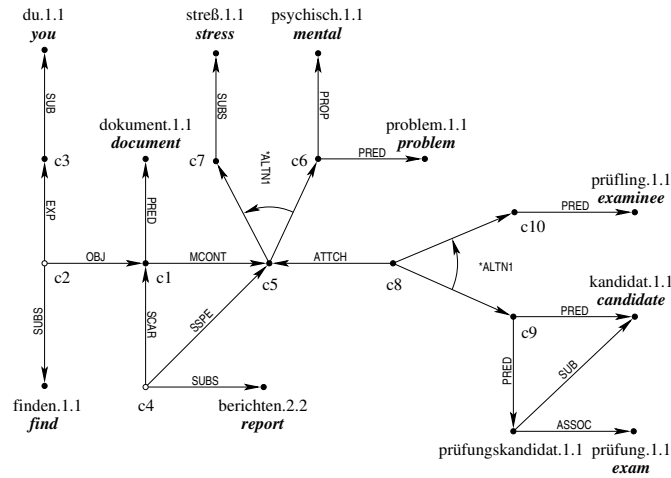 du.1.1
you
streß.1.1
stress
psychisch.1.1
mental
SUB
SUBS
PROP
dokument.1.1
document
problem.1.1
problem
c3
c7
*ALTN1
c6
PRED
prüfling.1.1
examinee
EXP
PRED
c10
PRED
OBJ
MCONT
ATTCH
*ALTN1
c2
c1
c5
c8
kandidat.1.1
candidate
SUBS
SCAR
SSPE
PRED
c9
PRED
SUB
SUBS
c4
finden.1.1
find
berichten.2.2
report
ASSOC
prüfungskandidat.1.1
prüfung.1.1
exam